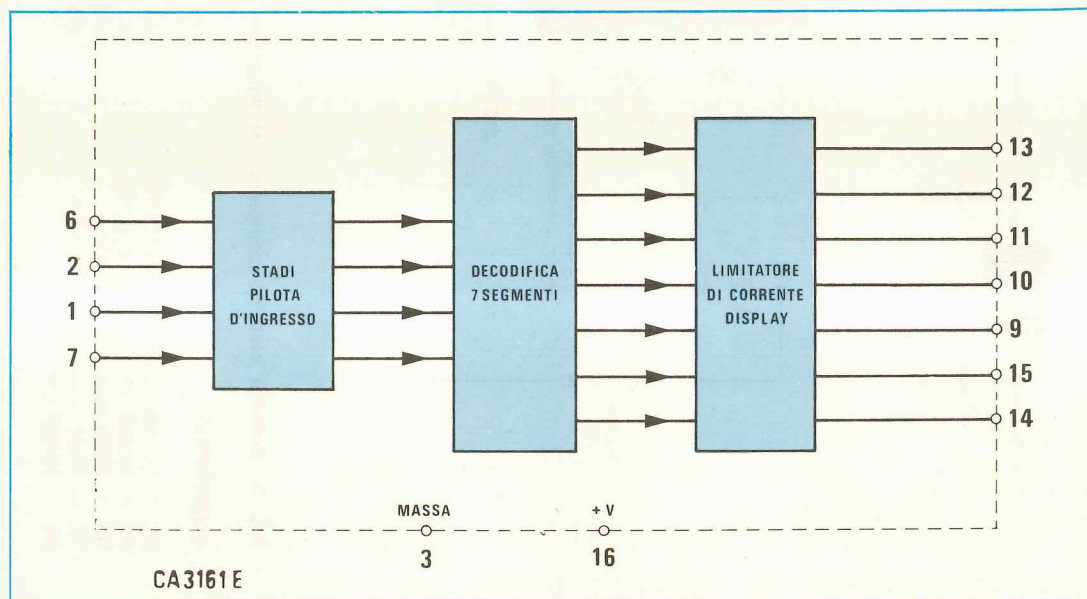 6
2
1
7
STADI
PILOTA
D'INGRESSO
DECODIFICA
7 SEGMENTI
LIMITATORE
DI CORRENTE
DISPLAY
13
12
11
10
9
15
14
MASSA
3
+ V
16
CA3161E